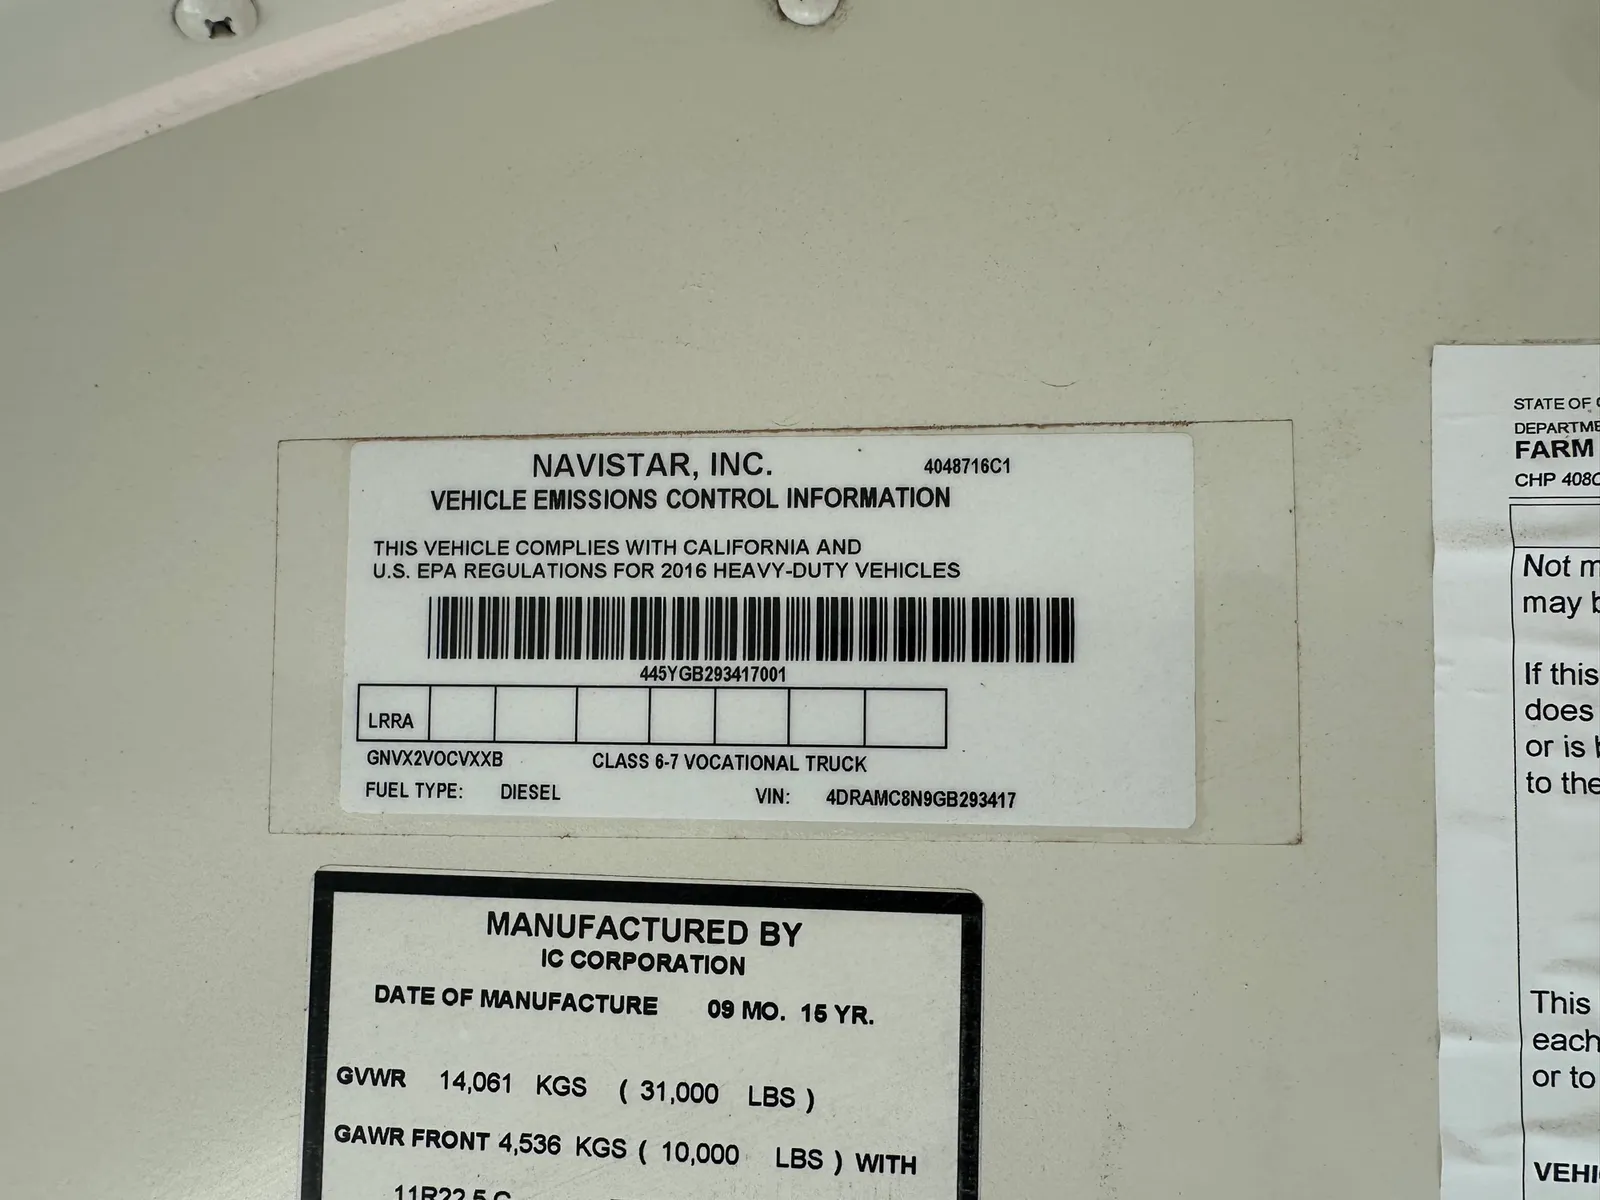 NAVISTAR, INC. 4048716C1
VEHICLE EMISSIONS CONTROL INFORMATION
THIS VEHICLE COMPLIES WITH CALIFORNIA AND
U.S. EPA REGULATIONS FOR 2016 HEAVY-DUTY VEHICLES
445YGB293417001
LRRA
GNVX2VOCVXXB CLASS 6-7 VOCATIONAL TRUCK
FUEL TYPE: DIESEL VIN: 4DRAMC8N9GB293417
MANUFACTURED BY
IC CORPORATION
DATE OF MANUFACTURE 09 MO. 15 YR.
GVWR 14,061 KGS ( 31,000 LBS )
GAWR FRONT 4,536 KGS ( 10,000 LBS ) WITH
11R22.5 G
STATE OF
DEPARTME
FARM
CHP 408
Not m
may b
If this
does
or is
to the
This
each
or to
VEHI